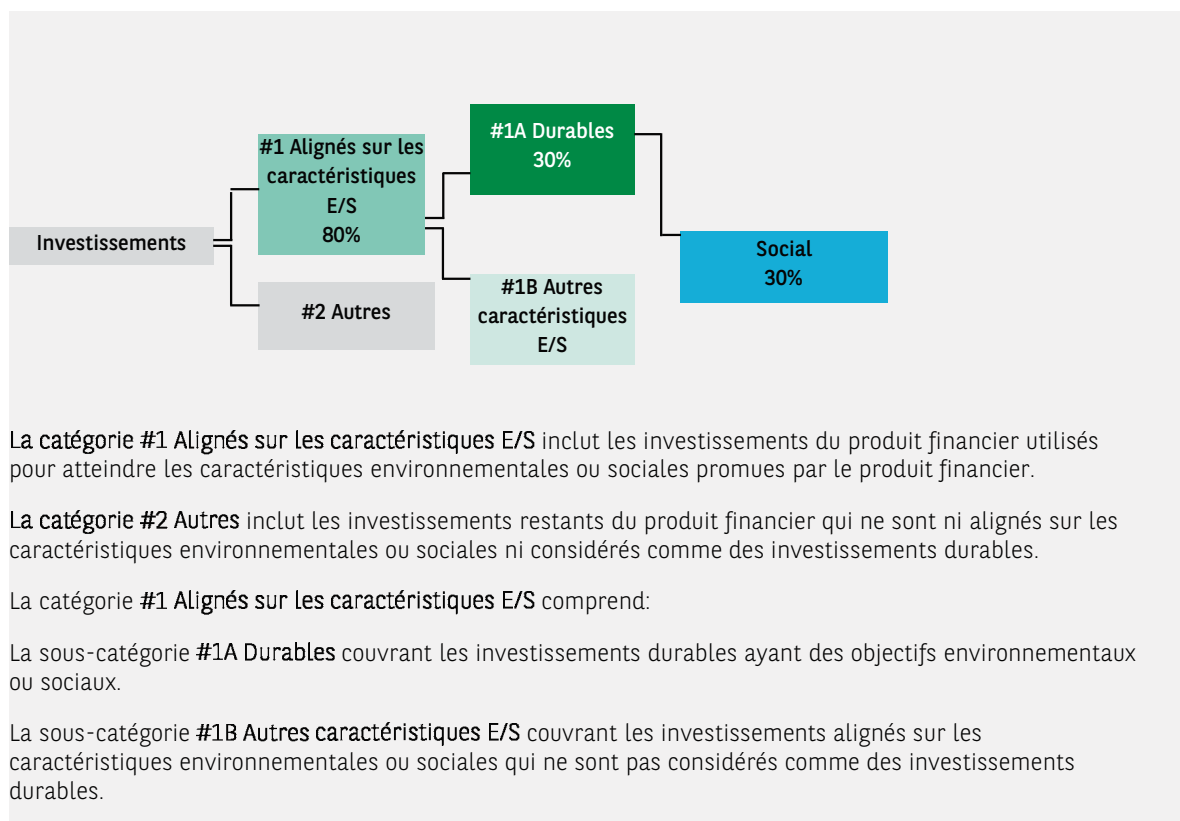 #1A Durables
30%
#1 Alignés sur les
caractéristiques
E/S
80%
Investissements
Social
30%
#2 Autres
#1B Autres
caractéristiques
E/S
La catégorie #1 Alignés sur les caractéristiques E/S inclut les investissements du produit financier utilisés
pour atteindre les caractéristiques environnementales ou sociales promues par le produit financier.
La catégorie #2 Autres inclut les investissements restants du produit financier qui ne sont ni alignés sur les
caractéristiques environnementales ou sociales ni considérés comme des investissements durables.
La catégorie #1 Alignés sur les caractéristiques E/S comprend:
La sous-catégorie #1A Durables couvrant les investissements durables ayant des objectifs environnementaux
ou sociaux.
La sous-catégorie #1B Autres caractéristiques E/S couvrant les investissements alignés sur les
caractéristiques environnementales ou sociales qui ne sont pas considérés comme des investissements
durables.